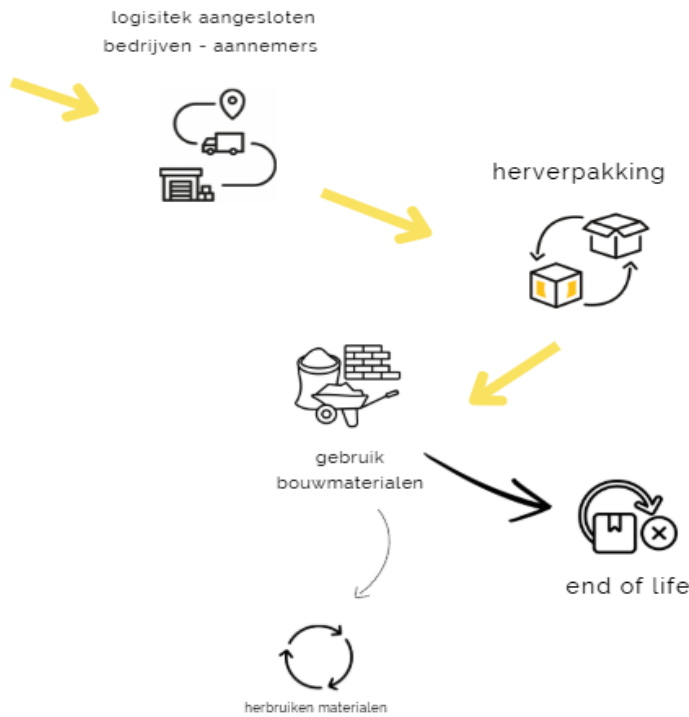 logisitek aangesloten
bedrijven - aannemers
herverpakking
gebruik
bouwmaterialen
end of life
herbruiken materialen